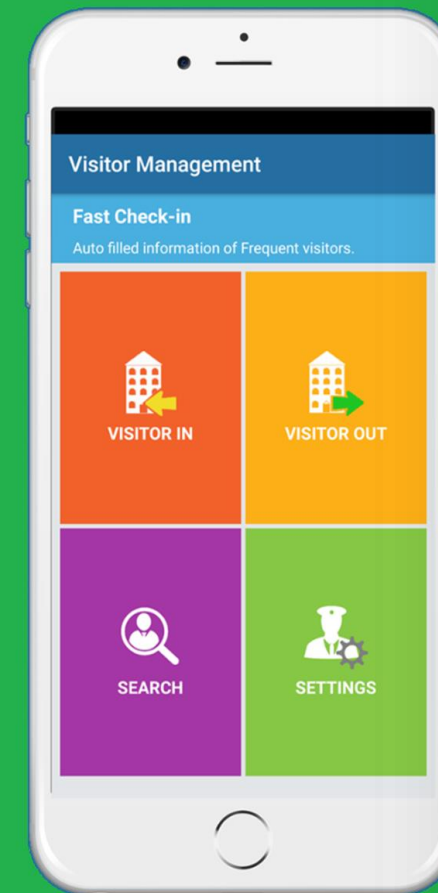 Visitor Management
Fast Check-in
Auto filled information of Frequent visitors.
VISITOR IN
VISITOR OUT
SEARCH
SETTINGS